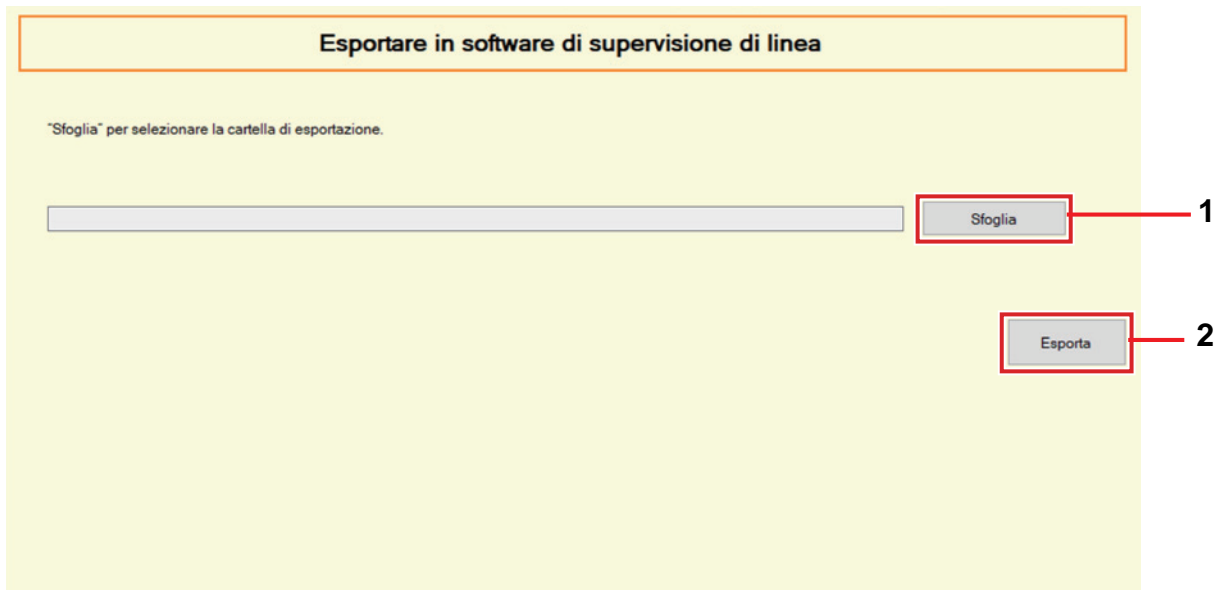 Esportare in software di supervisione di linea
"Sfoglia" per selezionare la cartella di esportazione.
Sfoglia
1
Esporta
2